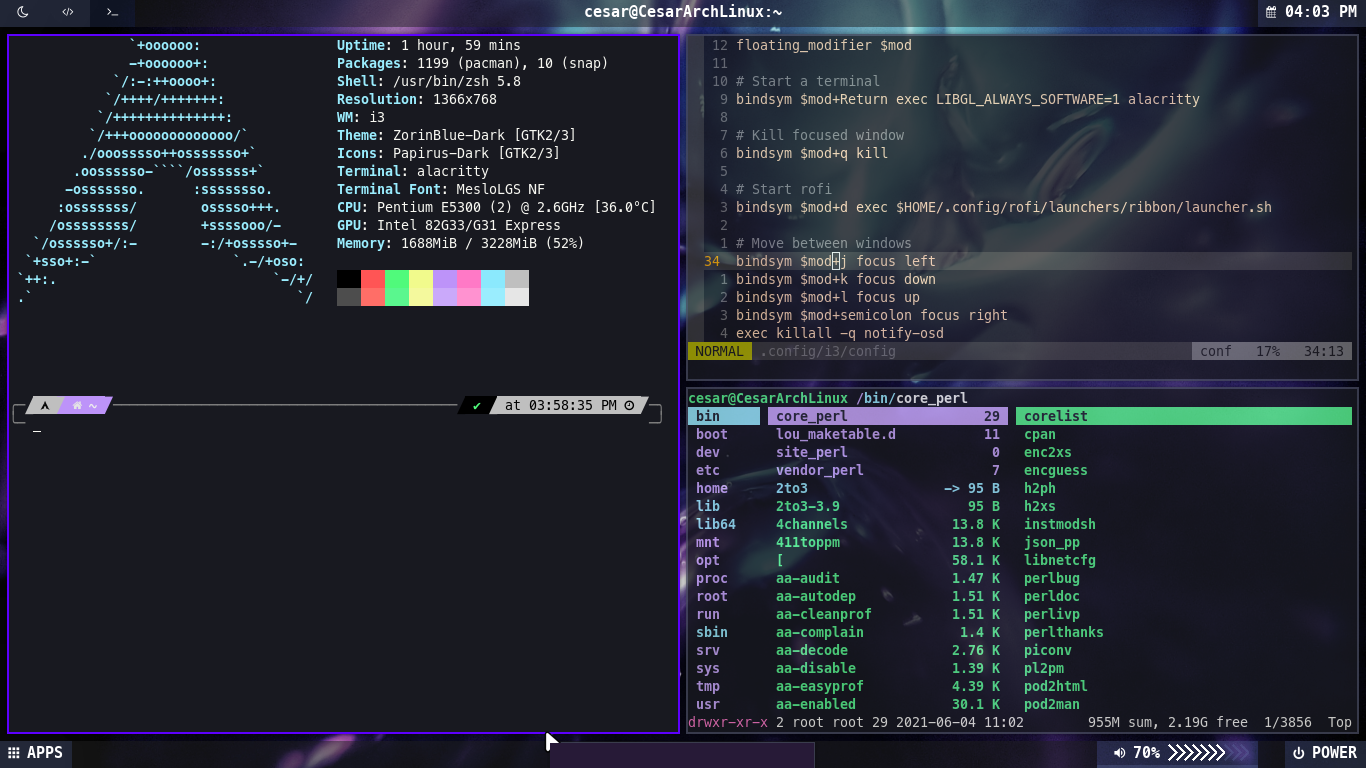 cesar@CesarArchLinux:~
04:03 PM
`+oooooo:
-+oooooo+:
`/:-:++oooo+:
`/++++/+++++++:
`/++++++++++++++:
`/+++ooooooooooooo/`
./ooosssso++osssssso+`
.oossssso-````/ossssss+`
-osssssso. :ssssssso.
:osssssss/ osssso+++.
/ossssssss/ +ssssooo/-
`/ossssso+/:- -:/+osssso+-
`+sso+:-` `.-/+oso:
`++:. `-/+/
.` `/
Uptime: 1 hour, 59 mins
Packages: 1199 (pacman), 10 (snap)
Shell: /usr/bin/zsh 5.8
Resolution: 1366x768
WM: i3
Theme: ZorinBlue-Dark [GTK2/3]
Icons: Papirus-Dark [GTK2/3]
Terminal: alacritty
Terminal Font: MesloLGS NF
CPU: Pentium E5300 (2) @ 2.6GHz [36.0°C]
GPU: Intel 82G33/G31 Express
Memory: 1688MiB / 3228MiB (52%)
~ ✔ at 03:58:35 PM
_
12 floating_modifier $mod
11
10 # Start a terminal
9 bindsym $mod+Return exec LIBGL_ALWAYS_SOFTWARE=1 alacritty
8
7 # Kill focused window
6 bindsym $mod+q kill
5
4 # Start rofi
3 bindsym $mod+d exec $HOME/.config/rofi/launchers/ribbon/launcher.sh
2
1 # Move between windows
34 bindsym $mod+j focus left
1 bindsym $mod+k focus down
2 bindsym $mod+l focus up
3 bindsym $mod+semicolon focus right
4 exec killall -q notify-osd
NORMAL .config/i3/config conf 17% 34:13
cesar@CesarArchLinux /bin/core_perl
bin core_perl 29 corelist
boot lou_maketable.d 11 cpan
dev site_perl 0 enc2xs
etc vendor_perl 7 encguess
home 2to3 -> 95 B h2ph
lib 2to3-3.9 95 B h2xs
lib64 4channels 13.8 K instmodsh
mnt 411toppm 13.8 K json_pp
opt [ 58.1 K libnetcfg
proc aa-audit 1.47 K perlbug
root aa-autodep 1.51 K perldoc
run aa-cleanprof 1.51 K perlivp
sbin aa-complain 1.4 K perlthanks
srv aa-decode 2.76 K piconv
sys aa-disable 1.39 K pl2pm
tmp aa-easyprof 4.39 K pod2html
usr aa-enabled 30.1 K pod2man
drwxr-xr-x 2 root root 29 2021-06-04 11:02 955M sum, 2.19G free 1/3856 Top
APPS
70%
POWER